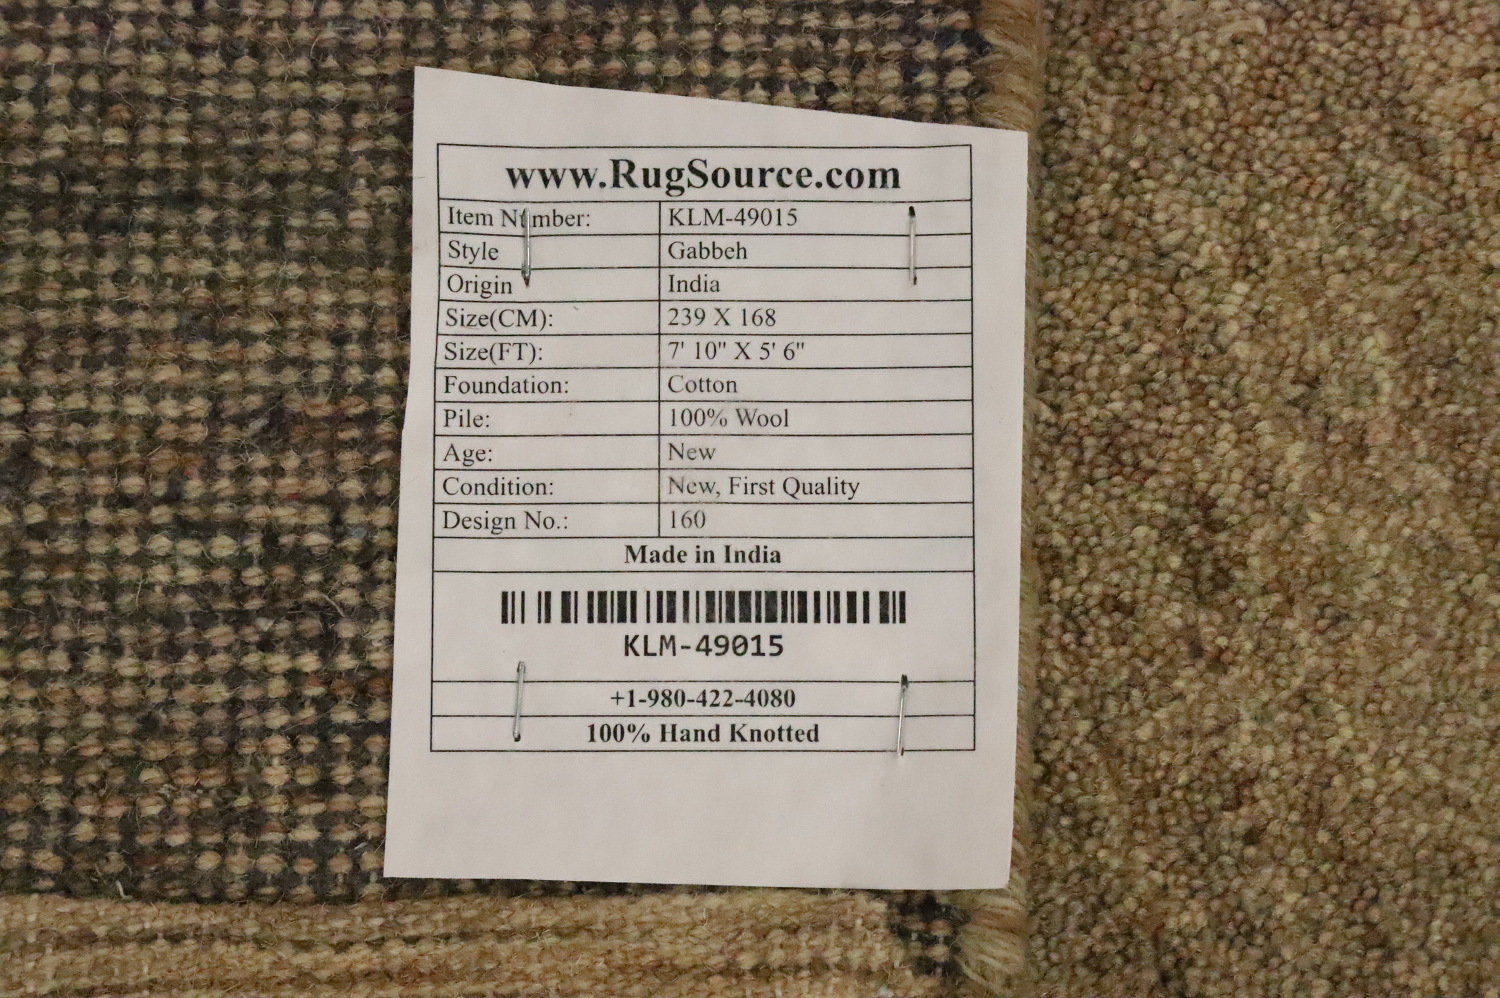 www.RugSource.com
Item Number: KLM-49015
Style Gabbeh
Origin India
Size(CM): 239 X 168
Size(FT): 7' 10" X 5' 6"
Foundation: Cotton
Pile: 100% Wool
Age: New
Condition: New, First Quality
Design No.: 160
Made in India
KLM-49015
+1-980-422-4080
100% Hand Knotted